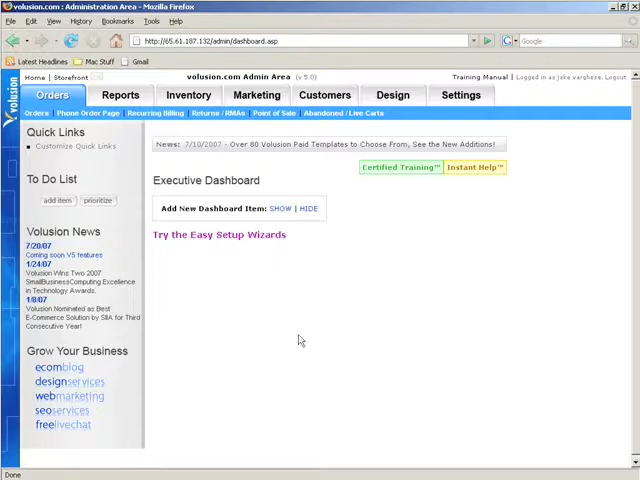 volusion.com : Administration Area - Mozilla Firefox
File Edit View History Bookmarks Tools Help
http://65.61.187.132/admin/dashboard.asp
Google
Latest Headlines Mac Stuff Gmail
Home | Storefront
volusion.com Admin Area (v 5.0)
Training Manual | Logged in as jake varghese. Logout
volusion
Orders Reports Inventory Marketing Customers Design Settings
Orders Phone Order Page Recurring Billing Returns / RMAs Point of Sale Abandoned / Live Carts
Quick Links
Customize Quick Links
To Do List
add item prioritize
Volusion News
7/20/07
Coming soon V5 features
1/24/07
Volusion Wins Two 2007
SmallBusinessComputing Excellence
in Technology Awards.
1/8/07
Volusion Nominated as Best
E-Commerce Solution by SIIA for Third
Consecutive Year!
Grow Your Business
ecomblog
designservices
webmarketing
seoservices
freelivechat
News: 7/10/2007 - Over 80 Volusion Paid Templates to Choose From, See the New Additions!
Certified Training™ Instant Help™
Executive Dashboard
Add New Dashboard Item: SHOW | HIDE
Try the Easy Setup Wizards
Done